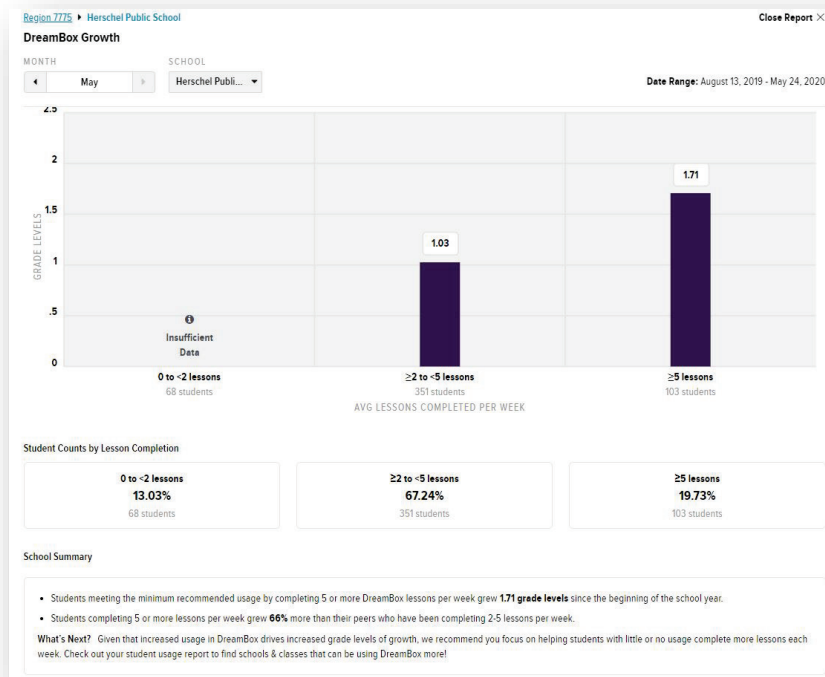 Region 7775 ▸ Herschel Public School
Close Report ×
DreamBox Growth
MONTH
SCHOOL
May
Herschel Publi...
Date Range: August 13, 2019 - May 24, 2020
2.5
2
1.5
1
.5
0
GRADE LEVELS
1.71
1.03
Insufficient
Data
0 to <2 lessons
≥2 to <5 lessons
≥5 lessons
68 students
351 students
103 students
AVG LESSONS COMPLETED PER WEEK
Student Counts by Lesson Completion
0 to <2 lessons
13.03%
68 students
≥2 to <5 lessons
67.24%
351 students
≥5 lessons
19.73%
103 students
School Summary
• Students meeting the minimum recommended usage by completing 5 or more DreamBox lessons per week grew 1.71 grade levels since the beginning of the school year.
• Students completing 5 or more lessons per week grew 66% more than their peers who have been completing 2-5 lessons per week.
What's Next? Given that increased usage in DreamBox drives increased grade levels of growth, we recommend you focus on helping students with little or no usage complete more lessons each
week. Check out your student usage report to find schools & classes that can be using DreamBox more!